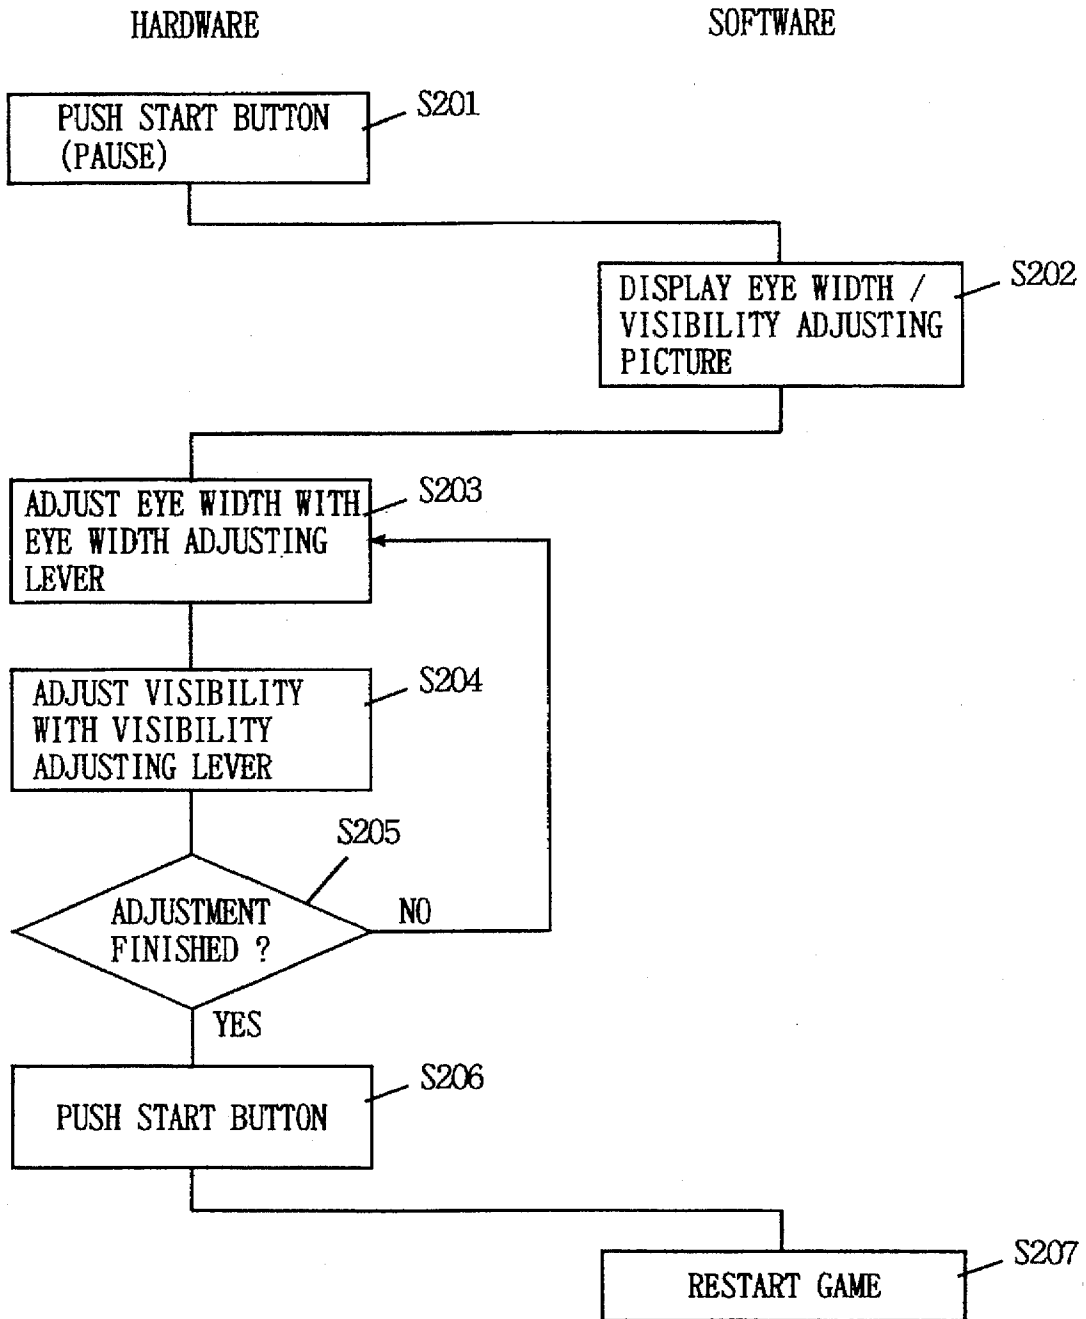 HARDWARE
SOFTWARE
PUSH START BUTTON
(PAUSE)
S201
DISPLAY EYE WIDTH /
VISIBILITY ADJUSTING
PICTURE
S202
ADJUST EYE WIDTH WITH
EYE WIDTH ADJUSTING
LEVER
S203
ADJUST VISIBILITY
WITH VISIBILITY
ADJUSTING LEVER
S204
S205
ADJUSTMENT
FINISHED ?
NO
YES
PUSH START BUTTON
S206
RESTART GAME
S207